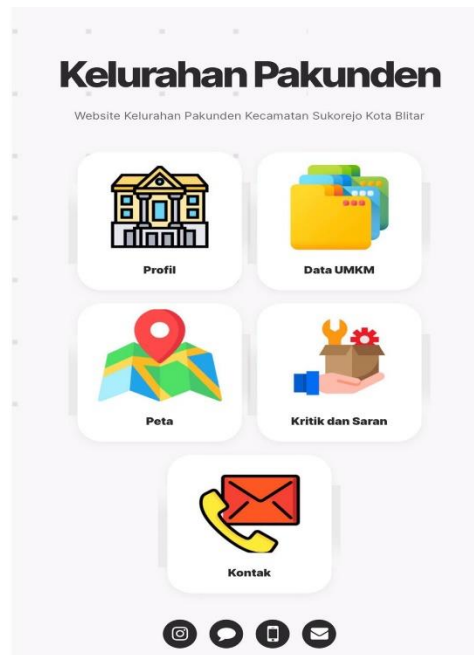 Kelurahan Pakunden
Website Kelurahan Pakunden Kecamatan Sukorejo Kota Blitar
Profil
Data UMKM
Peta
Kritik dan Saran
Kontak